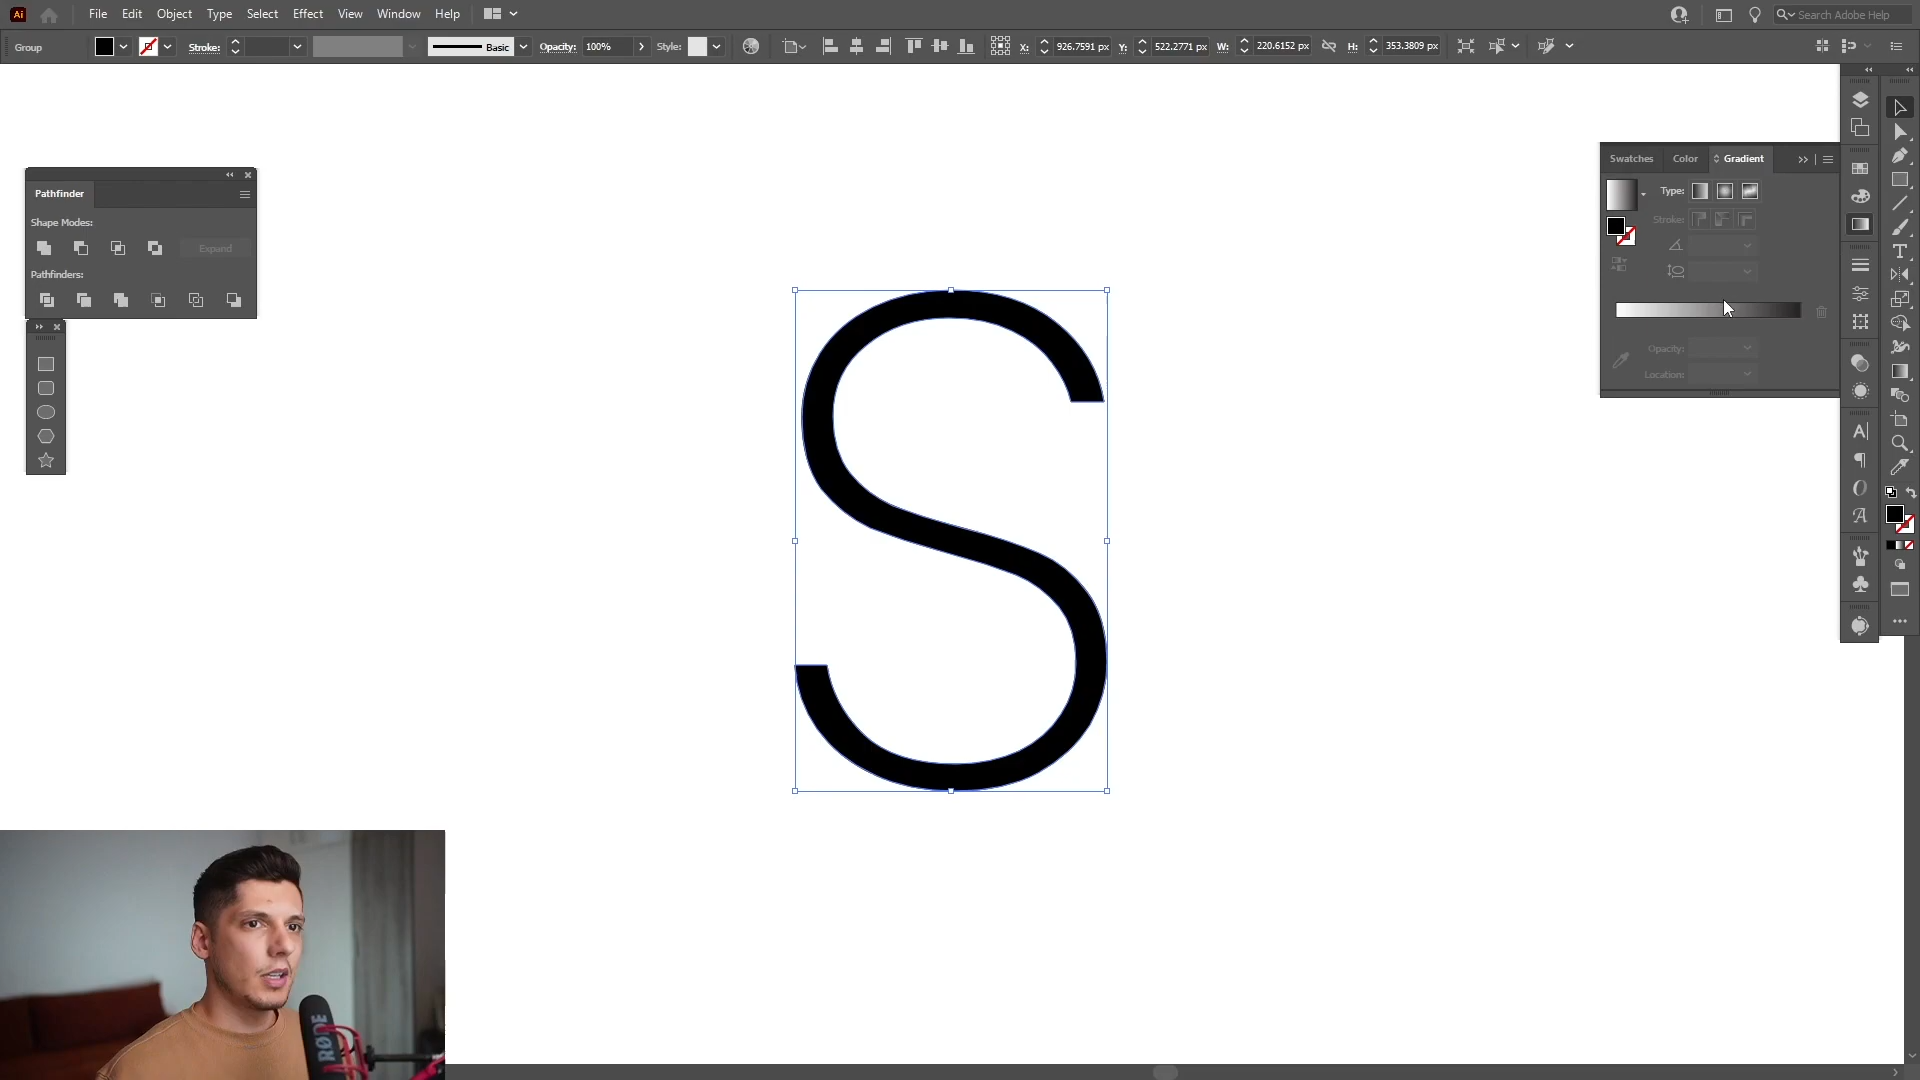 Ai File Edit Object Type Select Effect View Window Help Search Adobe Help
Group Stroke: Basic Opacity: 100% Style: X: 926.7591 px Y: 522.2771 px W: 220.6152 px H: 353.3809 px
Swatches Color Gradient
Type:
Stroke:
Opacity:
Location:
Pathfinder
Shape Modes:
Expand
Pathfinders:
S
RØDE